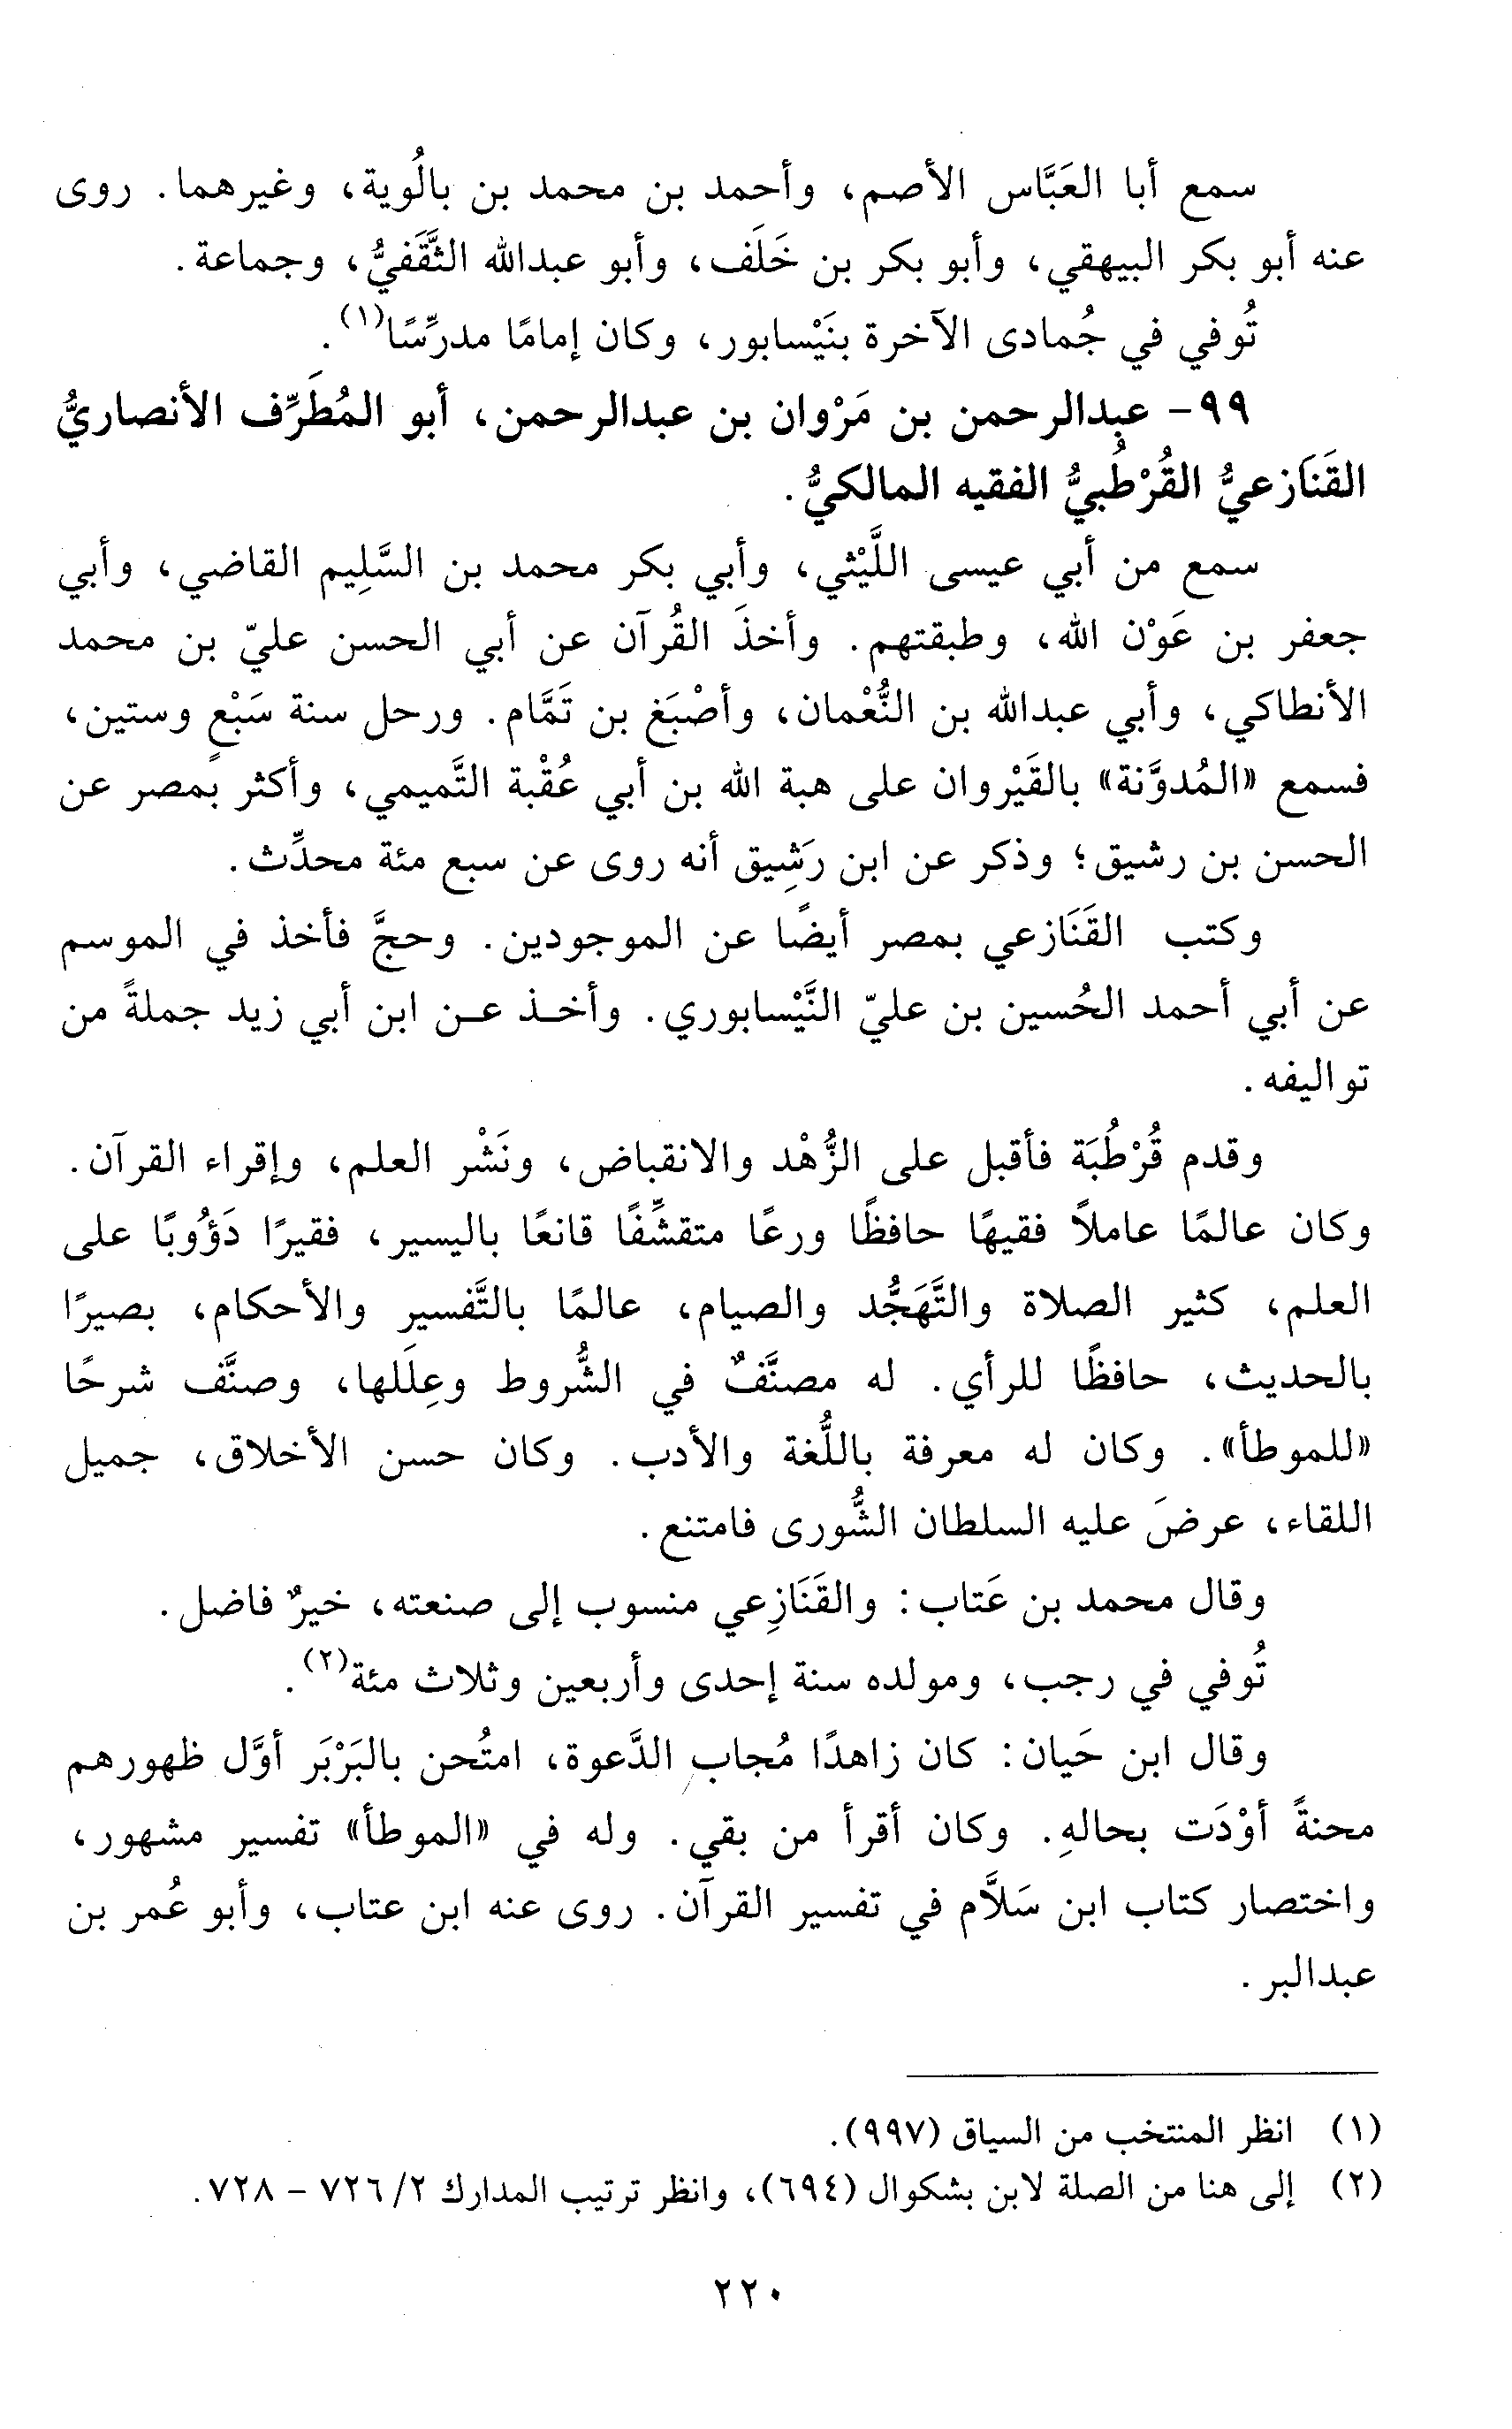 سمع أبا العَبَّاس الأصم، وأحمد بن محمد بن بالُوية، وغيرهما. روى
عنه أبو بكر البيهقي، وأبو بكر بن خَلَف، وأبو عبدالله الثَّقَفيُّ، وجماعة.
تُوفي في جُمادى الآخرة بنَيْسابور، وكان إمامًا مدرِّسًا(١).
٩٩- عبدالرحمن بن مَرْوان بن عبدالرحمن، أبو المُطَرِّف الأنصاريُّ
القَنَازعيُّ القُرْطُبيُّ الفقيه المالكيُّ.
سمع من أبي عيسى اللَّيْثي، وأبي بكر محمد بن السَّلِيم القاضي، وأبي
جعفر بن عَوْن الله، وطبقتهم. وأخذَ القُرآن عن أبي الحسن عليّ بن محمد
الأنطاكي، وأبي عبدالله بن النُّعْمان، وأصْبَغ بن تَمَّام. ورحل سنة سَبْعٍ وستين،
فسمع «المُدوَّنة» بالقَيْروان على هبة الله بن أبي عُقْبة التَّميمي، وأكثر بمصر عن
الحسن بن رشيق؛ وذكر عن ابن رَشِيق أنه روى عن سبع مئة محدِّث.
وكتب القَنَازعي بمصر أيضًا عن الموجودين. وحجَّ فأخذ في الموسم
عن أبي أحمد الحُسين بن عليّ النَّيْسابوري. وأخذ عن ابن أبي زيد جملةً من
تواليفه.
وقدم قُرْطُبَة فأقبل على الزُّهْد والانقباض، ونَشْر العلم، وإقراء القرآن.
وكان عالمًا عاملاً فقيهًا حافظًا ورعًا متقشِّفًا قانعًا باليسير، فقيرًا دَؤُوبًا على
العلم، كثير الصلاة والتَّهَجُّد والصيام، عالمًا بالتَّفسير والأحكام، بصيرًا
بالحديث، حافظًا للرأي. له مصنَّفٌ في الشُّروط وعِلَلها، وصنَّف شرحًا
«للموطأ». وكان له معرفة باللُّغة والأدب. وكان حسن الأخلاق، جميل
اللقاء، عرضَ عليه السلطان الشُّورى فامتنع.
وقال محمد بن عَتاب: والقَنَازِعي منسوب إلى صنعته، خيرٌ فاضل.
تُوفي في رجب، ومولده سنة إحدى وأربعين وثلاث مئة(٢).
وقال ابن حَيان: كان زاهدًا مُجاب الدَّعوة، امتُحن بالبَرْبَر أوَّل ظهورهم
محنةً أوْدَت بحالهِ. وكان أقرأ من بقي. وله في «الموطأ» تفسير مشهور،
واختصار كتاب ابن سَلاَّم في تفسير القرآن. روى عنه ابن عتاب، وأبو عُمر بن
عبدالبر.
(١) انظر المنتخب من السياق (٩٩٧).
(٢) إلى هنا من الصلة لابن بشكوال (٦٩٤)، وانظر ترتيب المدارك ٢/ ٧٢٦ - ٧٢٨.
٢٢٠